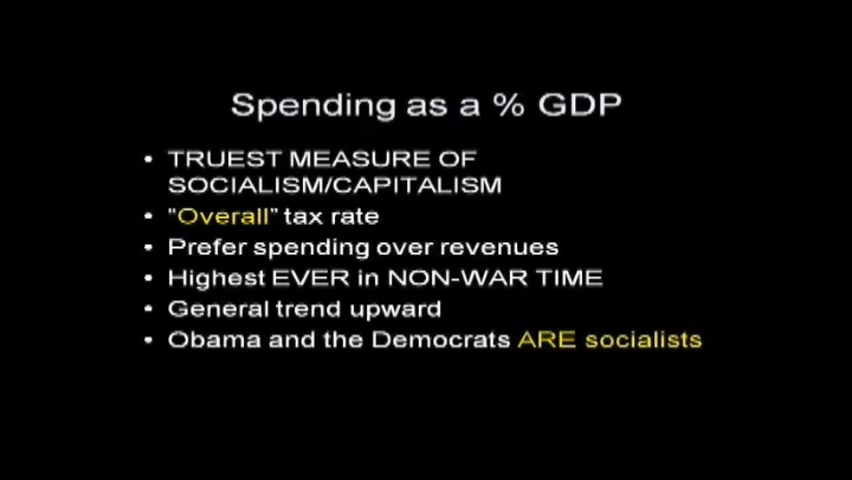 Spending as a % GDP
• TRUEST MEASURE OF
SOCIALISM/CAPITALISM
• "Overall" tax rate
• Prefer spending over revenues
• Highest EVER in NON-WAR TIME
• General trend upward
• Obama and the Democrats ARE socialists